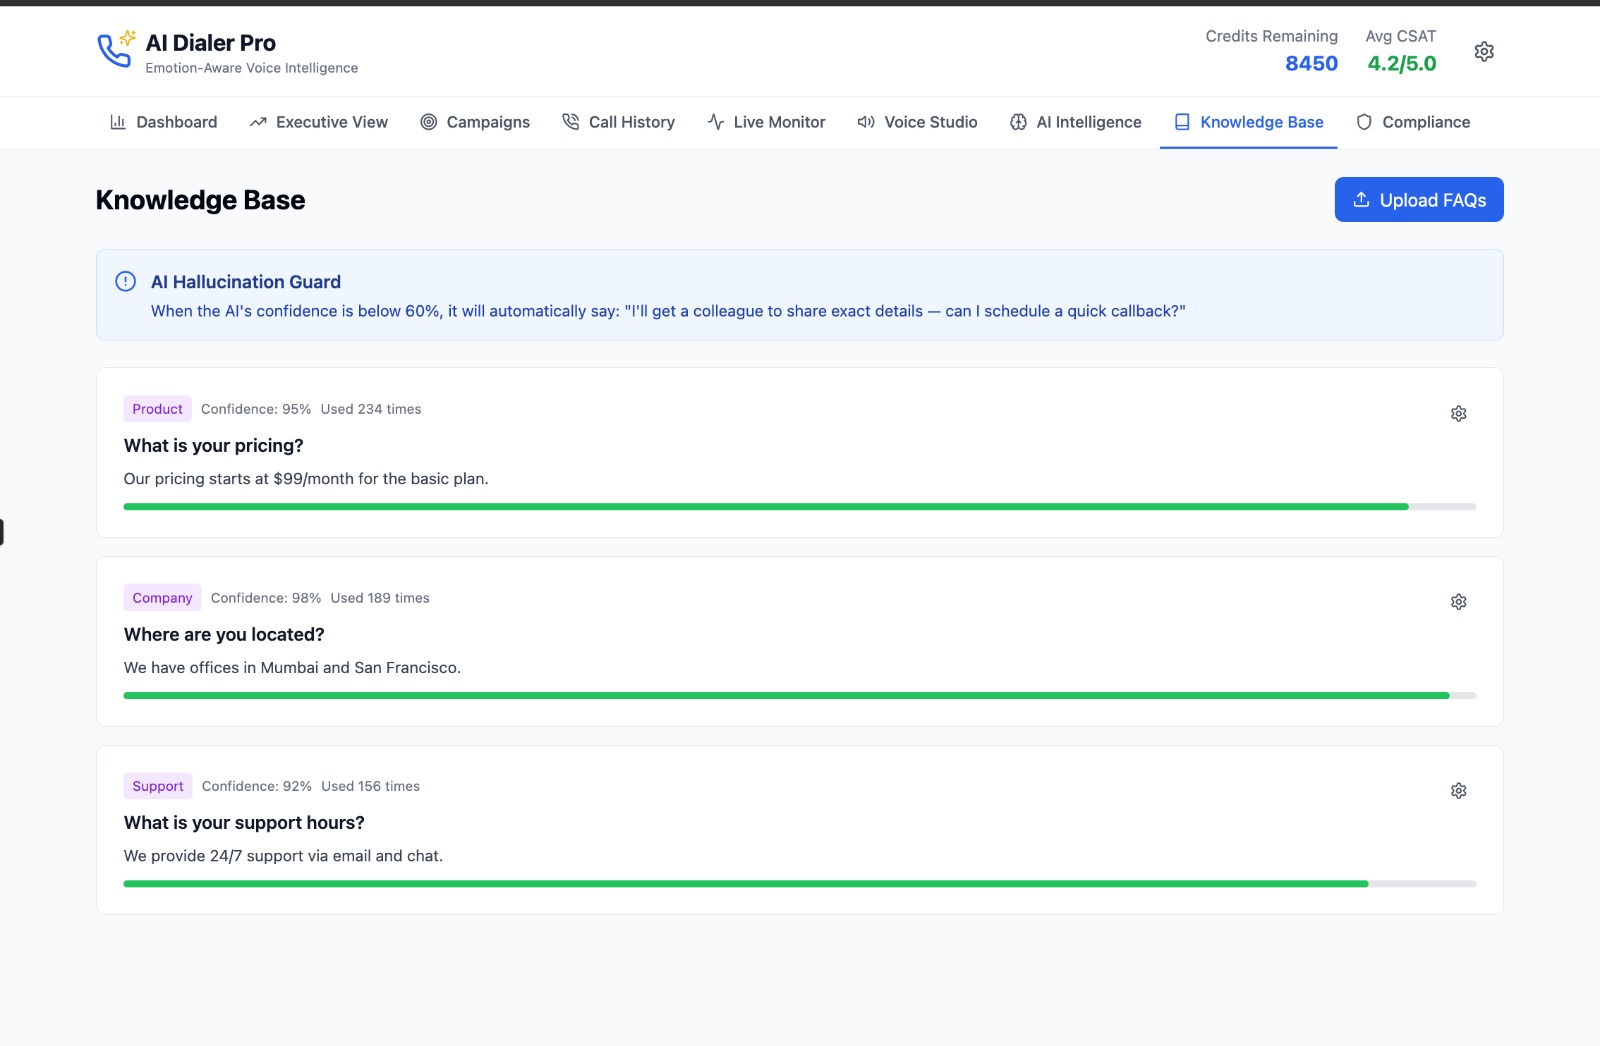 AI Dialer Pro
Emotion-Aware Voice Intelligence
Credits Remaining
8450
Avg CSAT
4.2/5.0
Dashboard
Executive View
Campaigns
Call History
Live Monitor
Voice Studio
AI Intelligence
Knowledge Base
Compliance
Knowledge Base
Upload FAQs
AI Hallucination Guard
When the AI's confidence is below 60%, it will automatically say: "I'll get a colleague to share exact details — can I schedule a quick callback?"
Product Confidence: 95% Used 234 times
What is your pricing?
Our pricing starts at $99/month for the basic plan.
Company Confidence: 98% Used 189 times
Where are you located?
We have offices in Mumbai and San Francisco.
Support Confidence: 92% Used 156 times
What is your support hours?
We provide 24/7 support via email and chat.